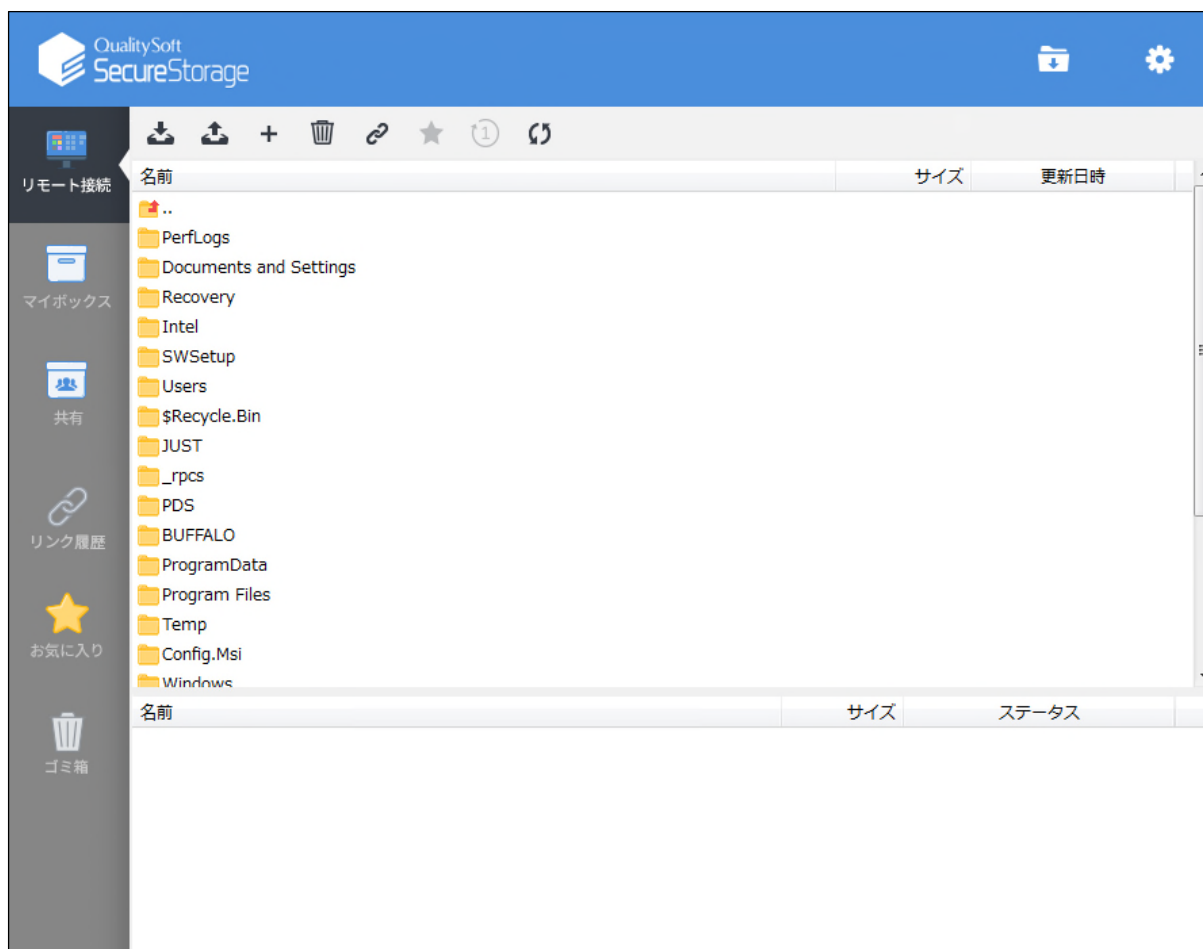 QualitySoft
SecureStorage
リモート接続
マイボックス
共有
リンク履歴
お気に入り
ゴミ箱
1
名前 サイズ 更新日時
..
PerfLogs
Documents and Settings
Recovery
Intel
SWSetup
Users
$Recycle.Bin
JUST
_rpcs
PDS
BUFFALO
ProgramData
Program Files
Temp
Config.Msi
Windows
名前 サイズ ステータス